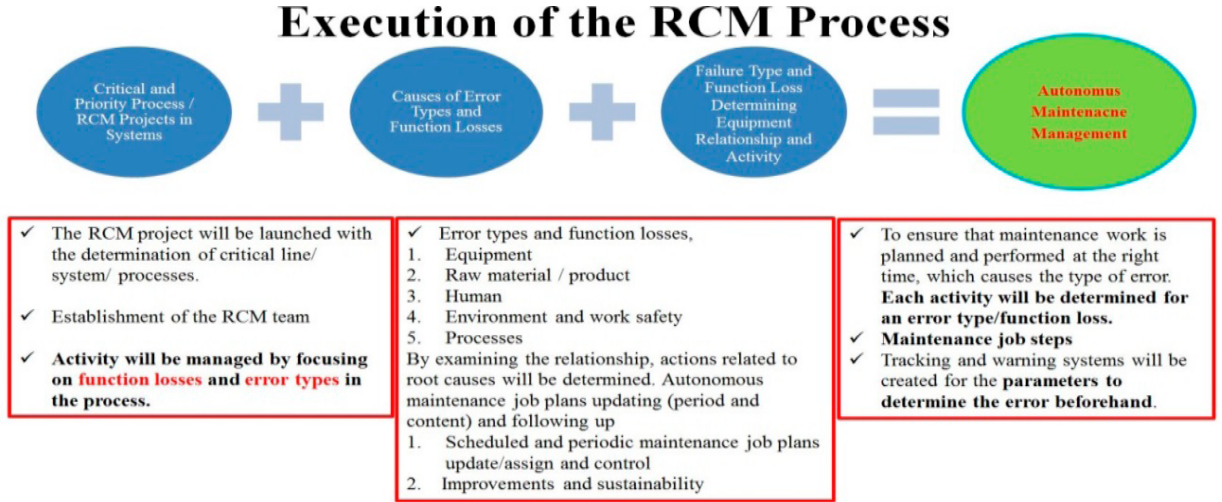 Execution of the RCM Process
Critical and
Priority Process /
RCM Projects in
Systems
Causes of Error
Types and
Function Losses
Failure Type and
Function Loss
Determining
Equipment
Relationship and
Activity
Autonomus
Maintenacne
Management
✓ The RCM project will be launched with
the determination of critical line/
system/ processes.
✓ Establishment of the RCM team
✓ Activity will be managed by focusing
on function losses and error types in
the process.
✓ Error types and function losses,
1. Equipment
2. Raw material / product
3. Human
4. Environment and work safety
5. Processes
By examining the relationship, actions related to
root causes will be determined. Autonomous
maintenance job plans updating (period and
content) and following up
1. Scheduled and periodic maintenance job plans
update/assign and control
2. Improvements and sustainability
✓ To ensure that maintenance work is
planned and performed at the right
time, which causes the type of error.
Each activity will be determined for
an error type/function loss.
✓ Maintenance job steps
✓ Tracking and warning systems will be
created for the parameters to
determine the error beforehand.